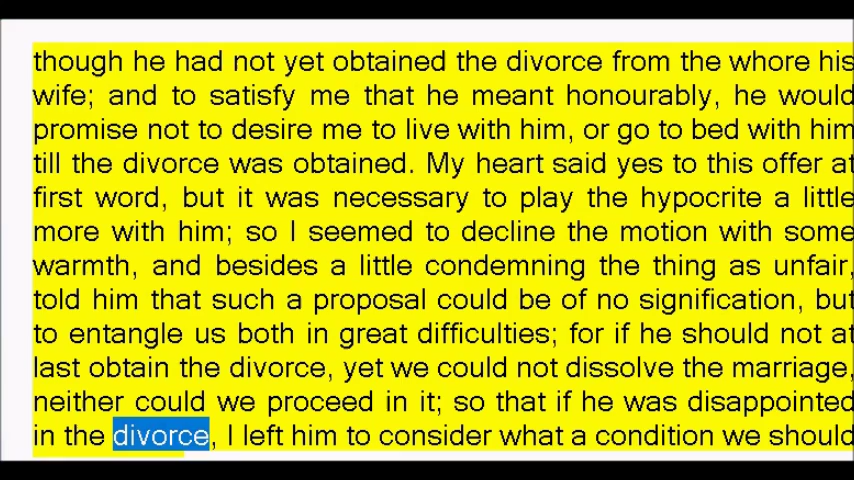 though he had not yet obtained the divorce from the whore his
wife; and to satisfy me that he meant honourably, he would
promise not to desire me to live with him, or go to bed with him
till the divorce was obtained. My heart said yes to this offer at
first word, but it was necessary to play the hypocrite a little
more with him; so I seemed to decline the motion with some
warmth, and besides a little condemning the thing as unfair,
told him that such a proposal could be of no signification, but
to entangle us both in great difficulties; for if he should not at
last obtain the divorce, yet we could not dissolve the marriage,
neither could we proceed in it; so that if he was disappointed
in the divorce, I left him to consider what a condition we should